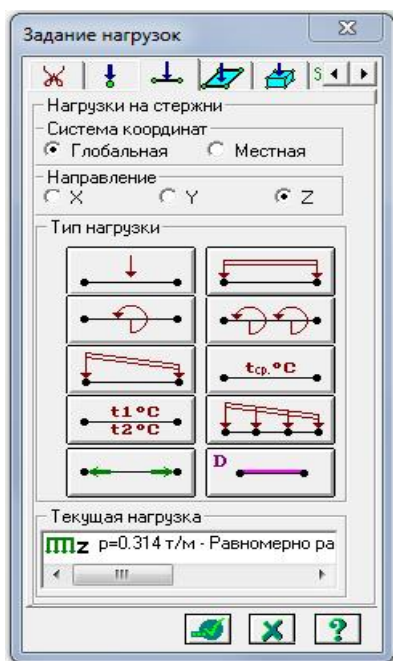 Задание нагрузок
S
Нагрузки на стержни
Система координат
Глобальная Местная
Направление
X Y Z
Тип нагрузки
tср.°C
t1°C
t2°C
D
Текущая нагрузка
z p=0.314 т/м - Равномерно ра
?